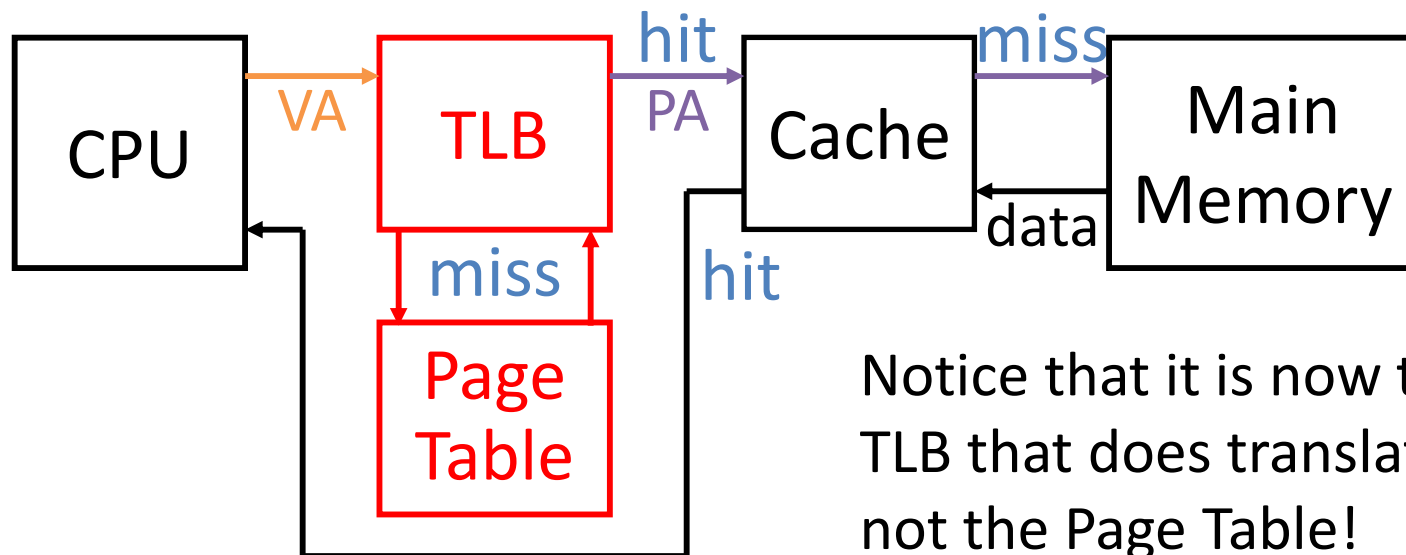 hit
miss
VA
PA
CPU
TLB
Cache
Main
Memory
data
miss
hit
Page
Table
Notice that it is now t
TLB that does translat
not the Page Table!